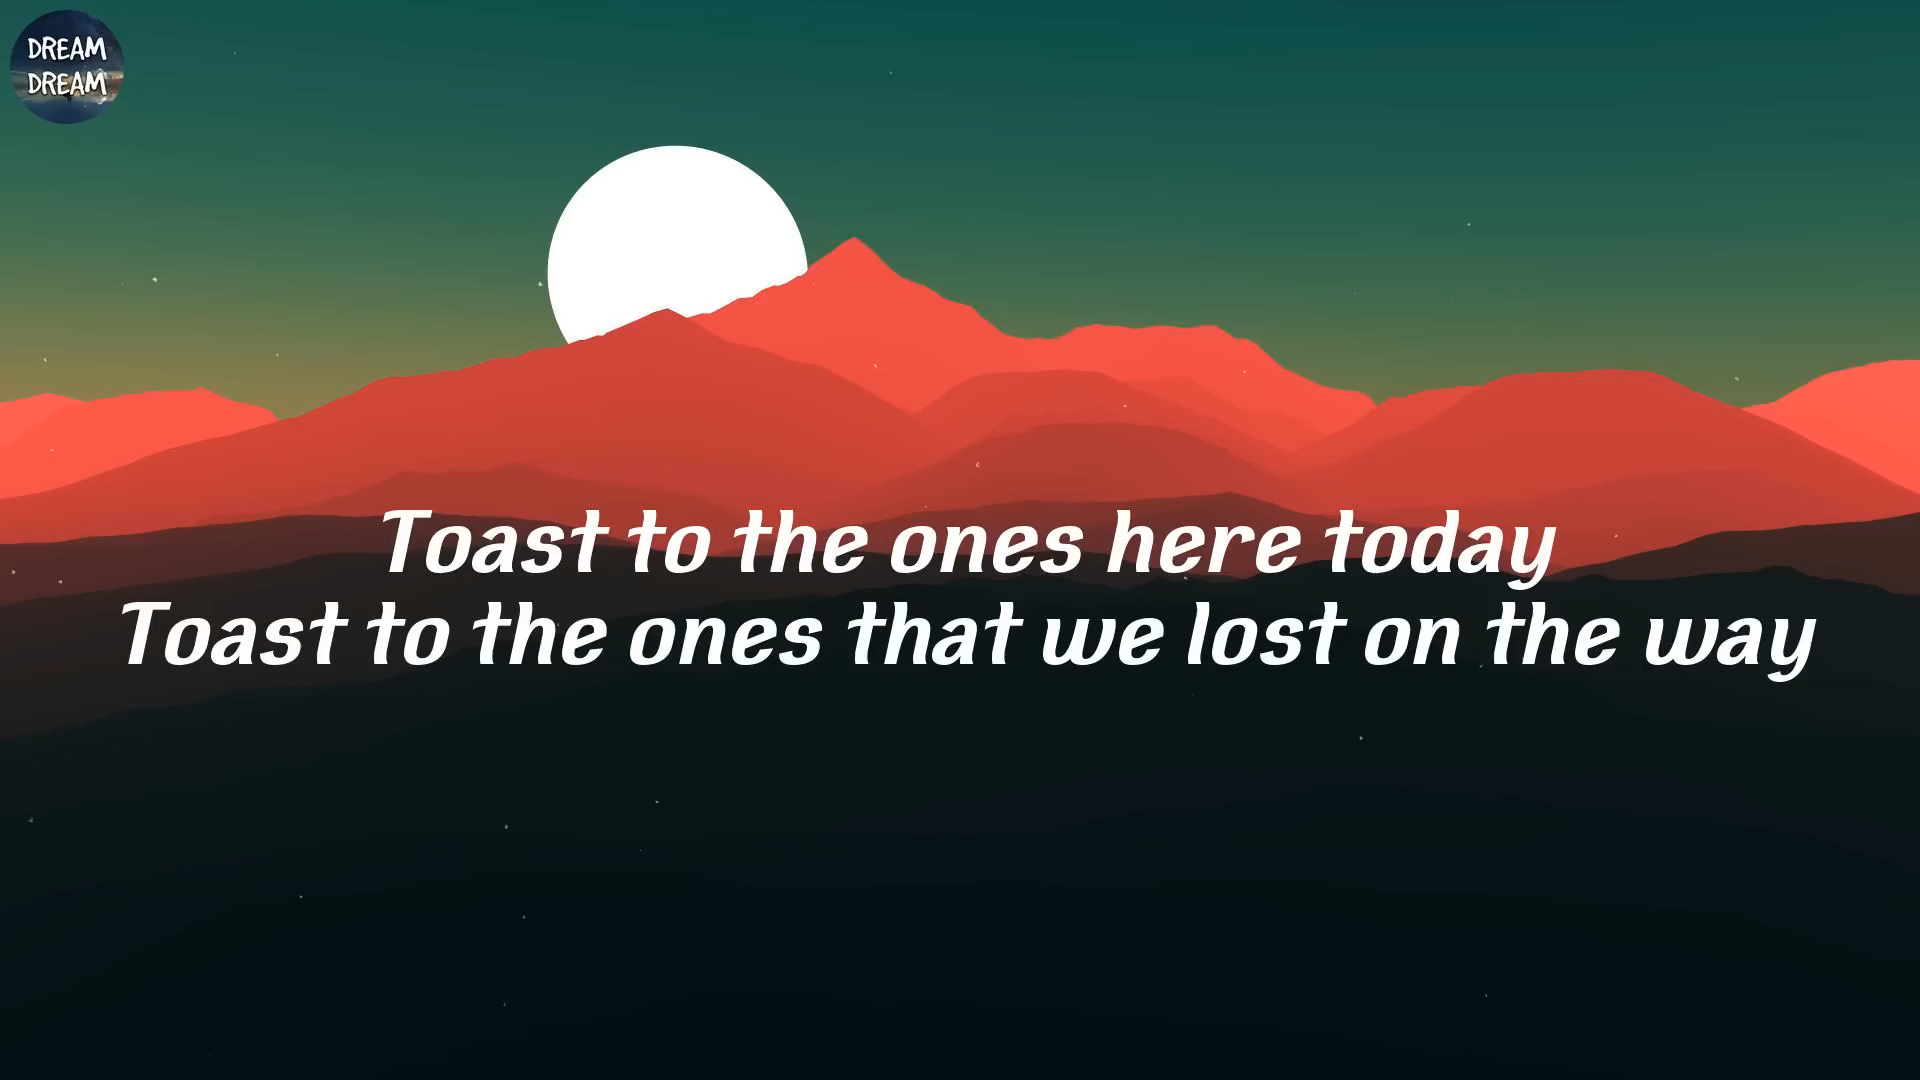 DREAM
DREAM
Toast to the ones here today
Toast to the ones that we lost on the way